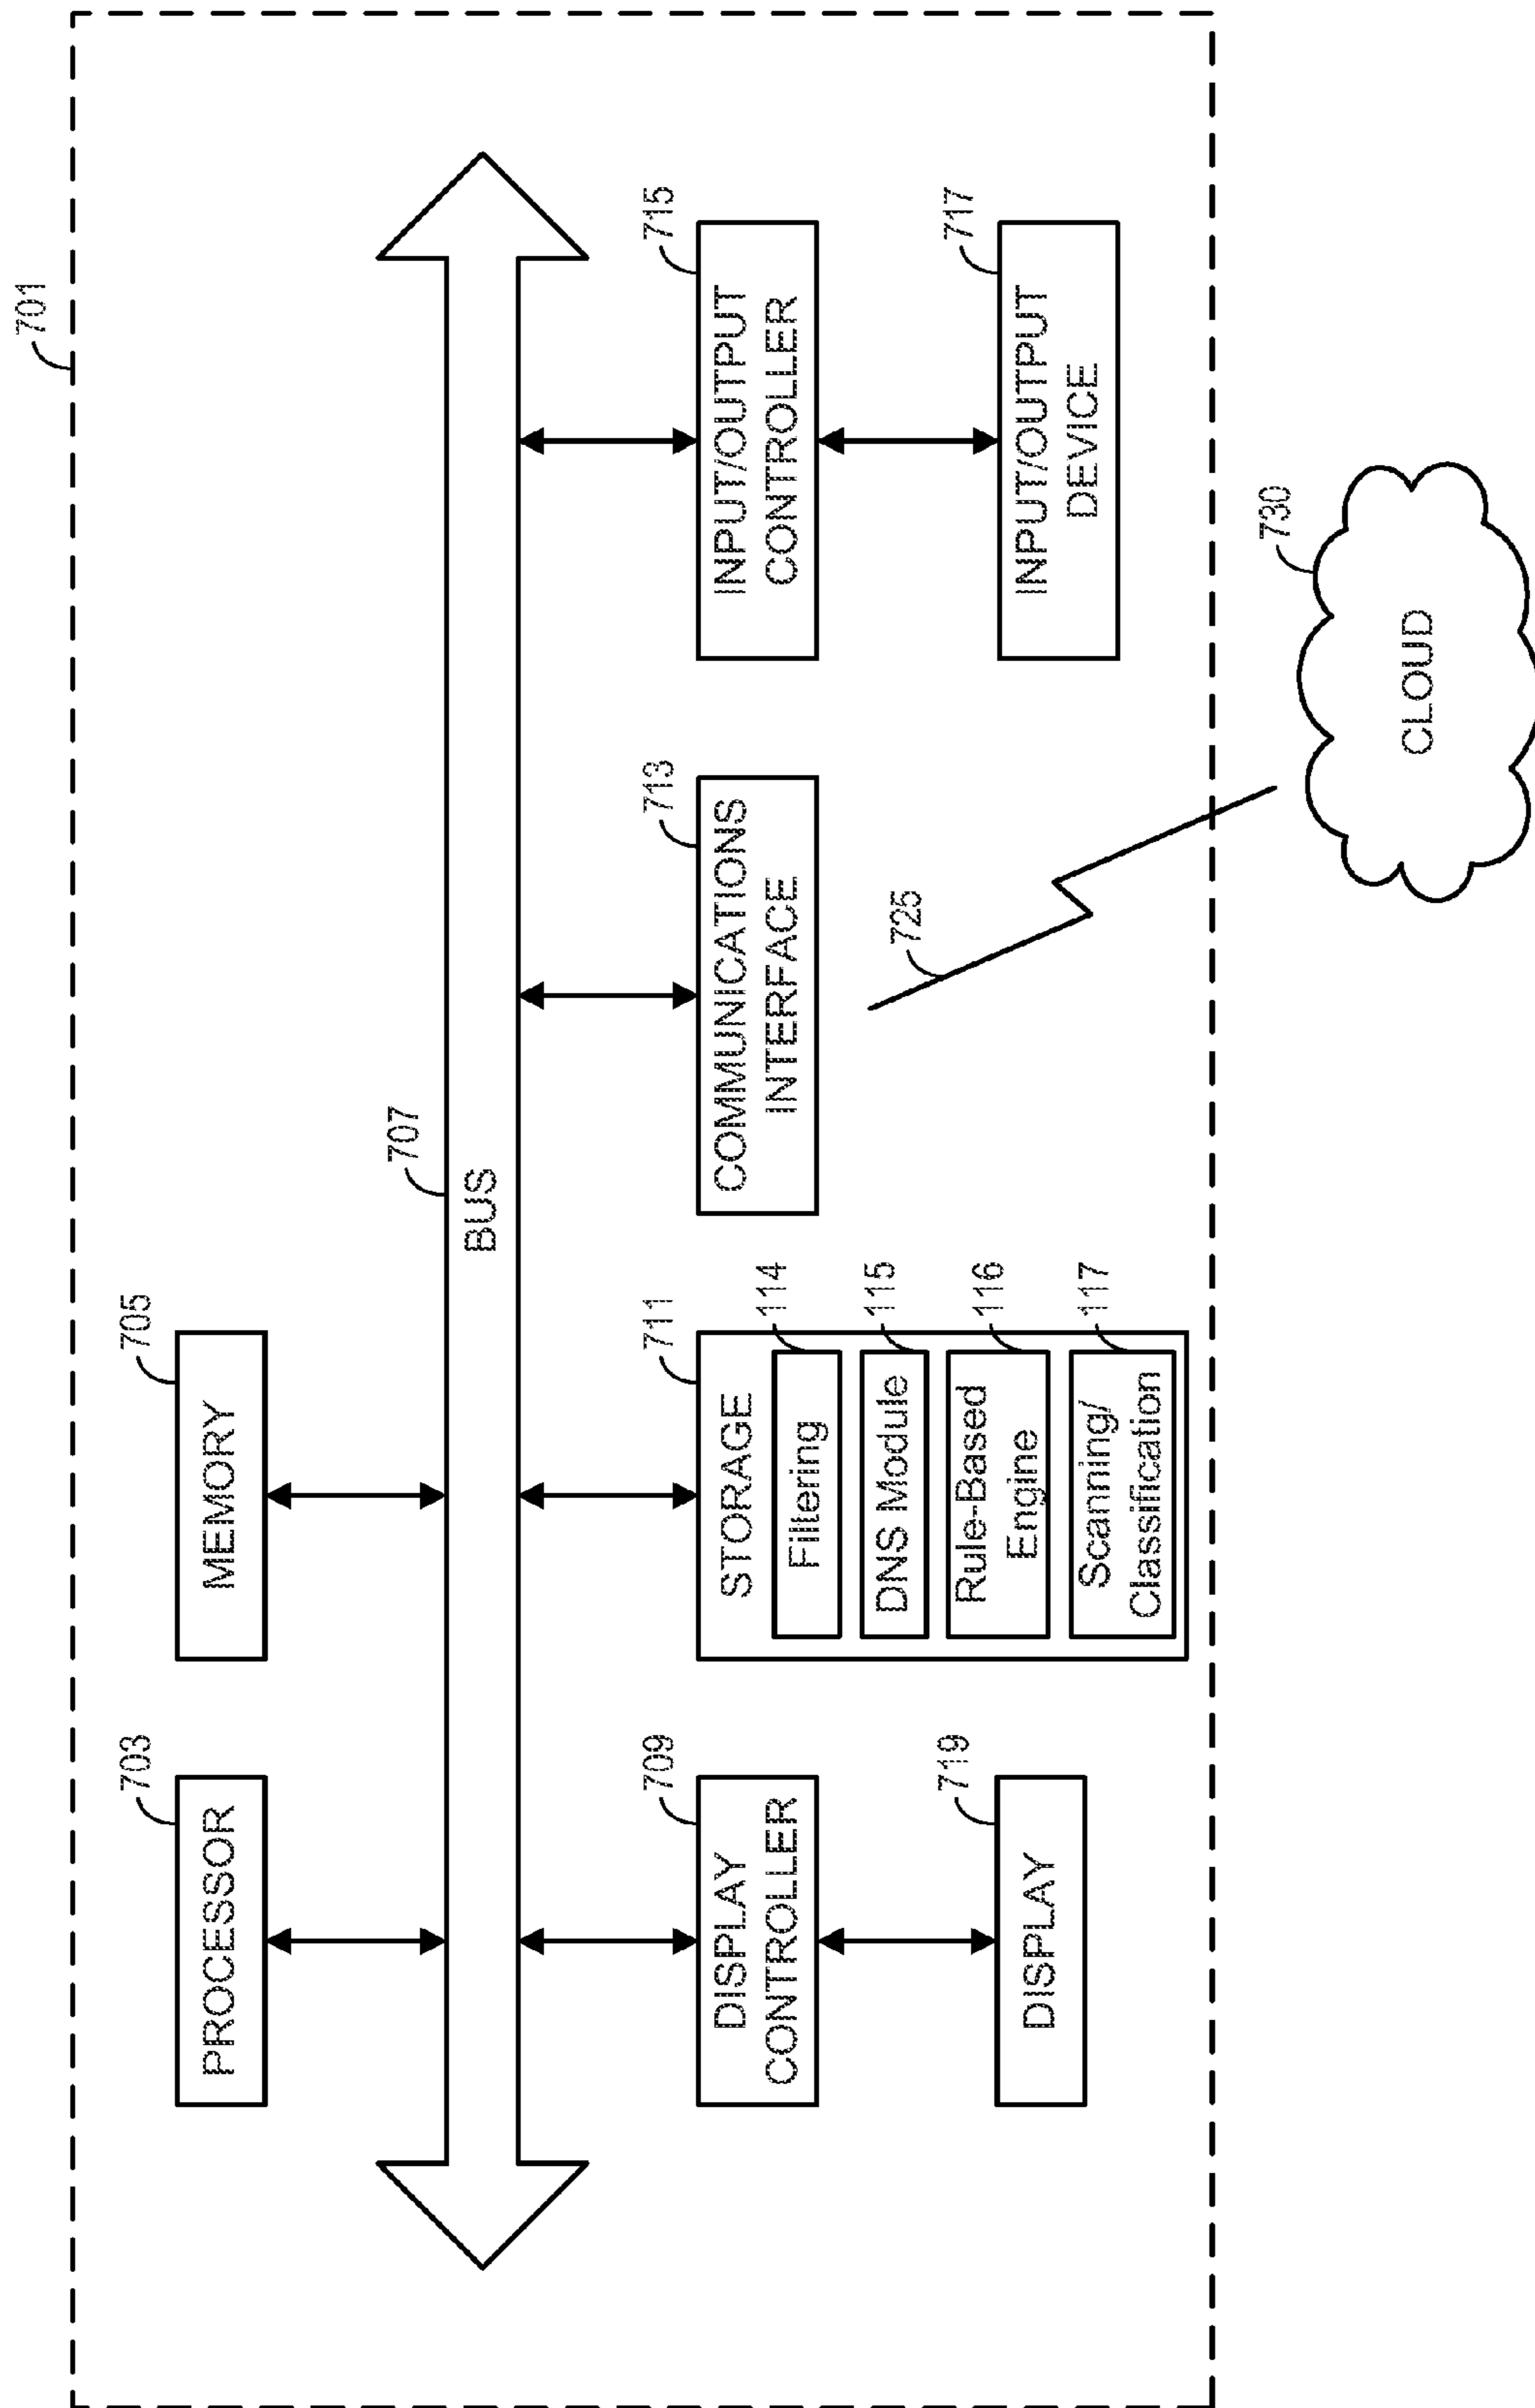 701
703
PROCESSOR
705
MEMORY
707
BUS
709
DISPLAY
CONTROLLER
711
STORAGE
114
Filtering
115
DNS Module
116
Rule-Based
Engine
117
Scanning/
Classification
713
COMMUNICATIONS
INTERFACE
715
INPUT/OUTPUT
CONTROLLER
719
DISPLAY
725
717
INPUT/OUTPUT
DEVICE
730
CLOUD